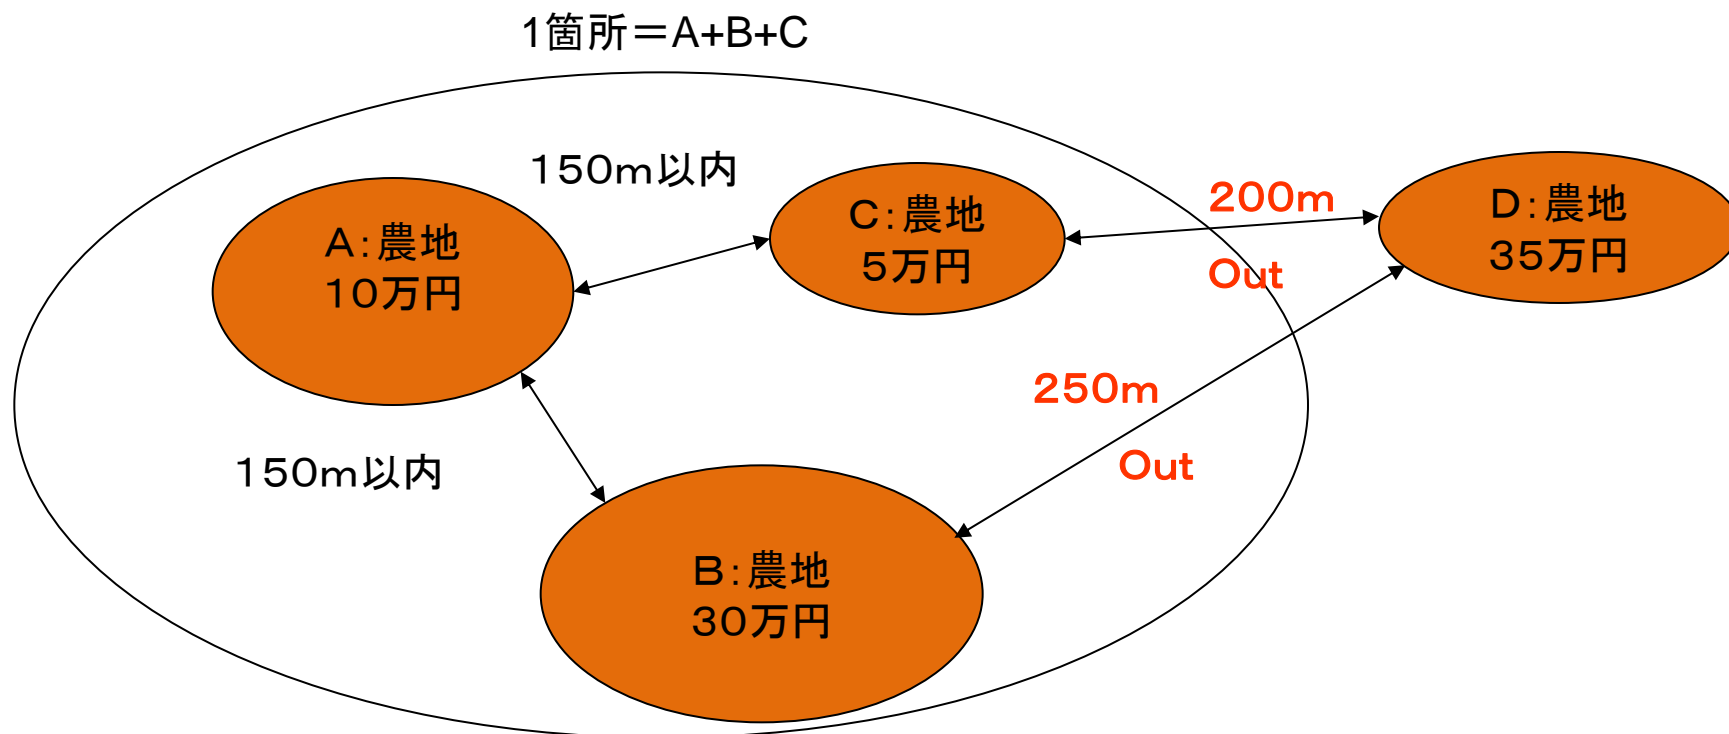 1箇所＝A+B+C
150m以内
A：農地
10万円
C：農地
5万円
200m
Out
D：農地
35万円
250m
Out
150m以内
B：農地
30万円